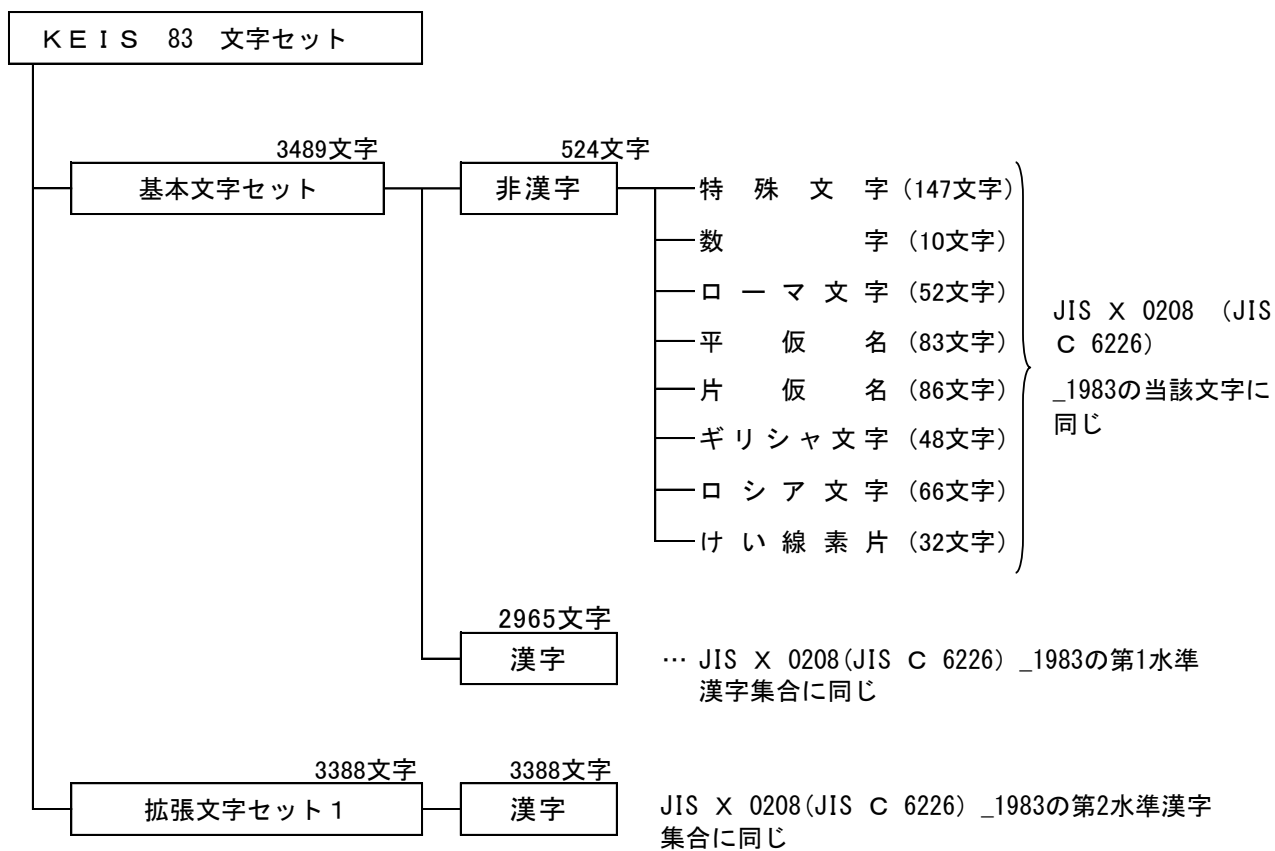 ＫＥＩＳ 83 文字セット
3489文字
基本文字セット
524文字
非漢字
特殊文字(147文字)
数字(10文字)
ローマ文字(52文字)
平仮名(83文字)
片仮名(86文字)
ギリシャ文字(48文字)
ロシア文字(66文字)
けい線素片(32文字)
JIS X 0208 (JIS
C 6226)
_1983の当該文字に
同じ
2965文字
漢字
… JIS X 0208(JIS C 6226) _1983の第1水準
漢字集合に同じ
3388文字
拡張文字セット１
3388文字
漢字
JIS X 0208(JIS C 6226) _1983の第2水準漢字
集合に同じ